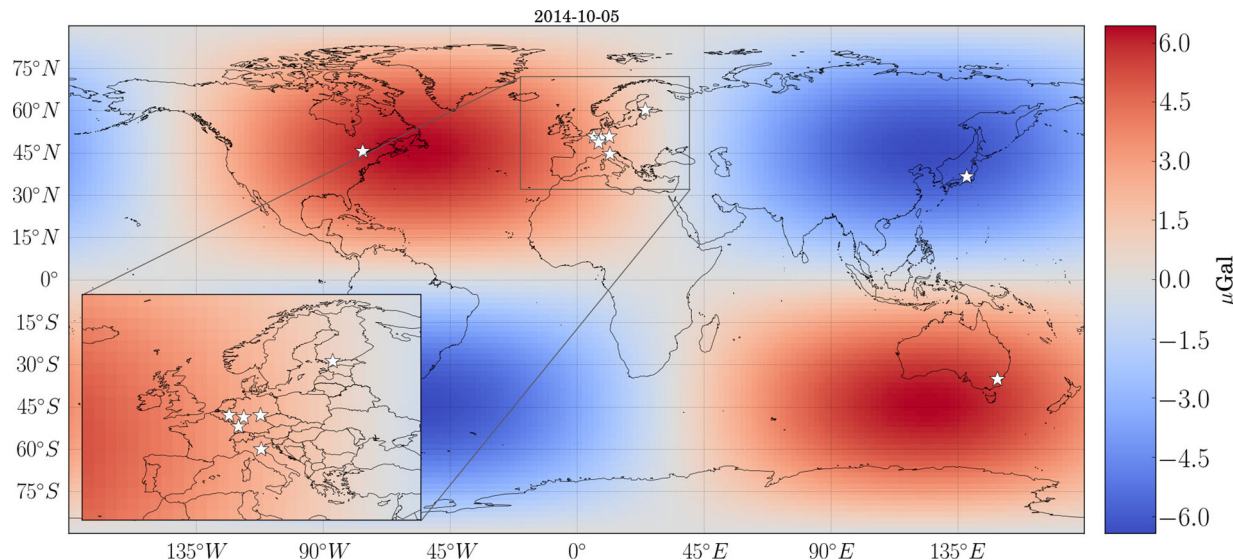 2014-10-05
75° N
60° N
45° N
30° N
15° N
0°
15° S
30° S
45° S
60° S
75° S
135° W
90° W
45° W
0°
45° E
90° E
135° E
6.0
4.5
3.0
1.5
0.0
−1.5
−3.0
−4.5
−6.0
μGal